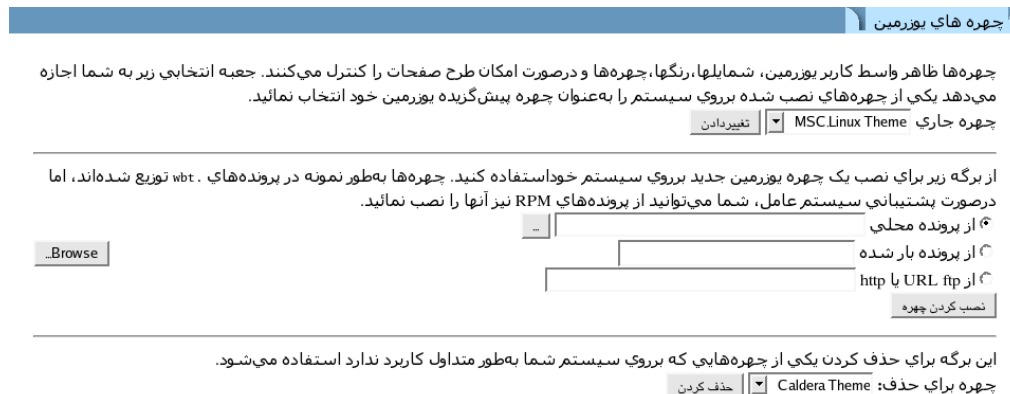 چهره هاي يوزرمين
چهره‌ها ظاهر واسط کاربر يوزرمين، شمايلها،رنگها،چهره‌ها و درصورت امکان طرح صفحات را کنترل مي‌کنند. جعبه انتخابي زير به شما اجازه
مي‌دهد يکي از چهره‌هاي نصب شده برروي سيستم را به‌عنوان چهره پيش‌گزيده يوزرمين خود انتخاب نمائيد.
چهره جاري MSC.Linux Theme تغييردادن
از برگه زير براي نصب يک چهره يوزرمين جديد برروي سيستم خوداستفاده کنيد. چهره‌ها به‌طور نمونه در پرونده‌هاي .wbt توزيع شده‌اند، اما
درصورت پشتيباني سيستم عامل، شما مي‌توانيد از پرونده‌هاي RPM نيز آنها را نصب نمائيد.
از پرونده محلي ...
از پرونده بار شده Browse...
از URL ftp يا http
نصب کردن چهره
اين برگه براي حذف کردن يکي از چهره‌هايي که برروي سيستم شما به‌طور متداول کاربرد ندارد استفاده مي‌شود.
چهره براي حذف: Caldera Theme حذف کردن